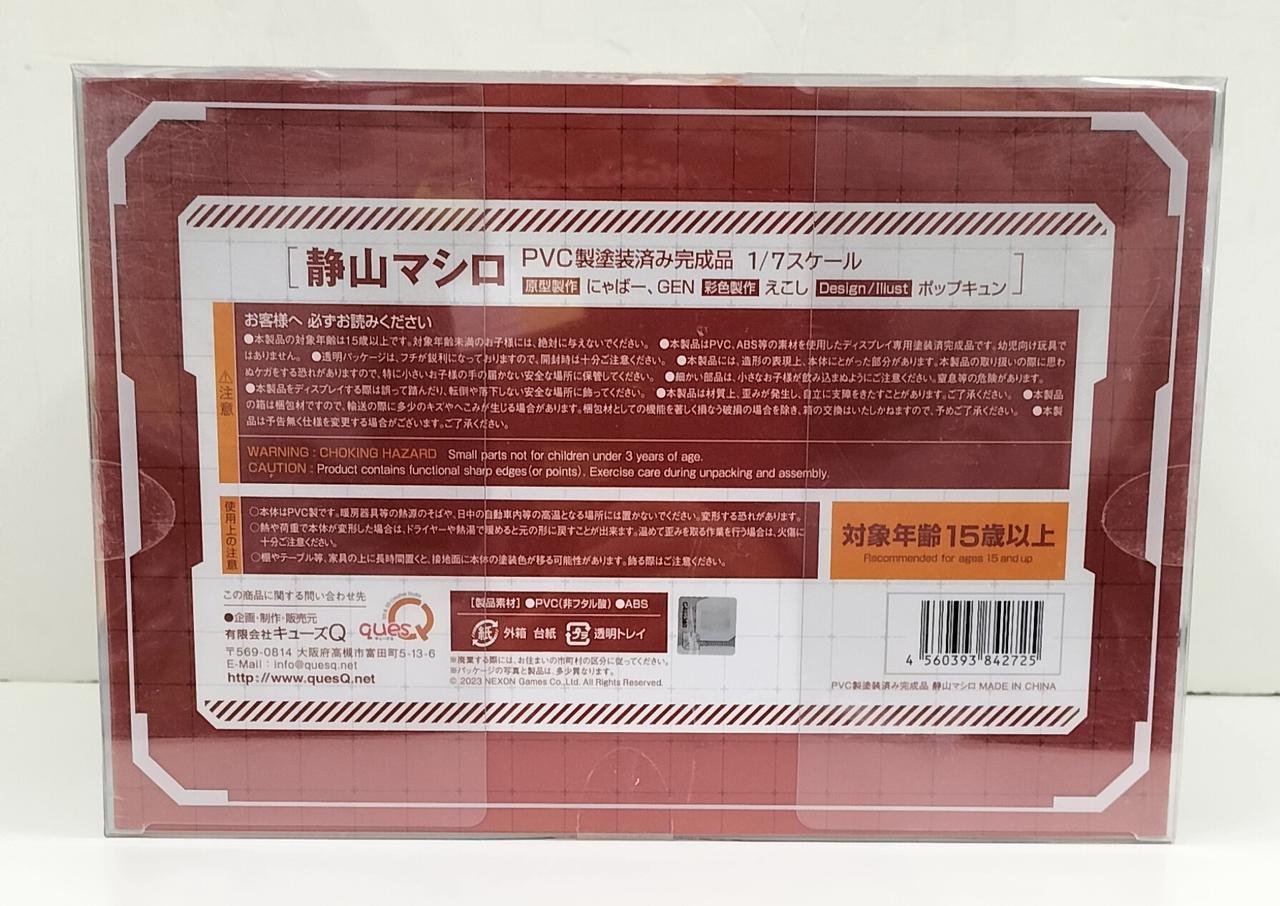 静山マシロ
PVC製塗装済み完成品 1/7スケール
原型製作 にゃばー、GEN 彩色製作 えこし Design/Illust ポップキュン
⚠注意
お客様へ 必ずお読みください
●本製品の対象年齢は15歳以上です。対象年齢未満のお子様には、絶対に与えないでください。 ●本製品はPVC、ABS等の素材を使用したディスプレイ専用塗装済完成品です。幼児向け玩具で
はありません。 ●透明パッケージは、フチが鋭利になっておりますので、開封時は十分ご注意ください。 ●本製品には、造形の表現上、本体にとがった部分があります。本製品の取り扱いの際に思わ
ぬケガをする恐れがありますので、特に小さいお子様の手の届かない安全な場所に保管してください。 ●細かい部品は、小さなお子様が飲み込まぬようにご注意ください。窒息等の危険があります。
●本製品をディスプレイする際は誤って踏んだり、転倒や落下しない安全な場所に飾ってください。 ●本製品は材質上、歪みが発生し、自立に支障をきたすことがあります。ご了承ください。 ●本製品
の箱は梱包材ですので、輸送の際に多少のキズやへこみが生じる場合があります。梱包材としての機能を著しく損なう破損の場合を除き、箱の交換はいたしかねますので、予めご了承ください。 ●本製
品は予告無く仕様を変更する場合がございます。ご了承ください。
WARNING : CHOKING HAZARD Small parts not for children under 3 years of age.
CAUTION : Product contains functional sharp edges(or points). Exercise care during unpacking and assembly.
使用上の注意
○本体はPVC製です。暖房器具等の熱源のそばや、日中の自動車内等の高温となる場所には置かないでください。変形する恐れがあります。
○熱や荷重で本体が変形した場合は、ドライヤーや熱湯で暖めると元の形に戻すことが出来ます。温めて歪みを取る作業を行う場合は、火傷に
十分ご注意ください。
○棚やテーブル等、家具の上に長時間置くと、接地面に本体の塗装色が移る可能性があります。飾る際はご注意ください。
対象年齢15歳以上
Recommended for ages 15 and up
この商品に関する問い合わせ先
●企画・制作・販売元
有限会社キューズQ
quesQ
〒569-0814 大阪府高槻市富田町5-13-6
E-Mail : info@quesq.net
http://www.quesQ.net
【製品素材】 ●PVC(非フタル酸) ●ABS
紙 外箱 台紙 プラ 透明トレイ
※廃棄する際には、お住まいの市町村の区分に従ってください。
※パッケージの写真と製品は、多少異なります。
© 2023 NEXON Games Co.,Ltd. All Rights Reserved.
4 560393 842725
PVC製塗装済み完成品 静山マシロ MADE IN CHINA